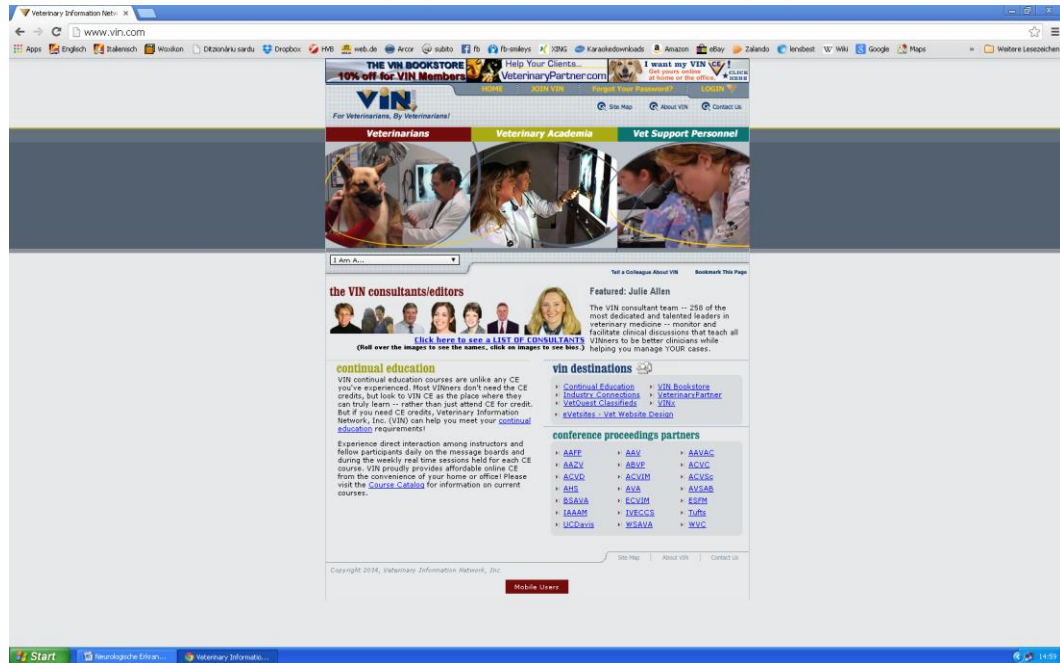 Veterinary Information Netw
www.vin.com
Apps Englisch Italienisch Woxikon Ditzionàriu sardu Dropbox HVB web.de Arcor subito fb fb-smileys XING Karaokedownloads Amazon eBay Zalando lensbest Wiki Google Maps » Weitere Lesezeichen
THE VIN BOOKSTORE
10% off for VIN Members
Help Your Clients...
VeterinaryPartner.com
I want my VIN CE!
Get yours online
at home or the office.
CLICK
HERE
HOME JOIN VIN Forgot Your Password? LOGIN
VIN
For Veterinarians, By Veterinarians!
Site Map About VIN Contact Us
Veterinarians Veterinary Academia Vet Support Personnel
I Am A...
Tell a Colleague About VIN Bookmark This Page
the VIN consultants/editors
Click here to see a LIST OF CONSULTANTS
(Roll over the images to see the names, click on images to see bios.)
Featured: Julie Allen
The VIN consultant team -- 258 of the
most dedicated and talented leaders in
veterinary medicine -- monitor and
facilitate clinical discussions that teach all
VINners to be better clinicians while
helping you manage YOUR cases.
continual education
VIN continual education courses are unlike any CE
you've experienced. Most VINners don't need the CE
credits, but look to VIN CE as the place where they
can truly learn -- rather than just attend CE for credit.
But if you need CE credits, Veterinary Information
Network, Inc. (VIN) can help you meet your continual
education requirements!
Experience direct interaction among instructors and
fellow participants daily on the message boards and
during the weekly real time sessions held for each CE
course. VIN proudly provides affordable online CE
from the convenience of your home or office! Please
visit the Course Catalog for information on current
courses.
vin destinations
Continual Education VIN Bookstore
Industry Connections VeterinaryPartner
VetQuest Classifieds VINx
eVetsites - Vet Website Design
conference proceedings partners
AAFP AAV AAVAC
AAZV ABVP ACVC
ACVD ACVIM ACVSc
AHS AVA AVSAB
BSAVA ECVIM ESFM
IAAAM IVECCS Tufts
UCDavis WSAVA WVC
Site Map About VIN Contact Us
Copyright 2014, Veterinary Information Network, Inc.
Mobile Users
Start Neurologische Erkran... Veterinary Informatio... 14:59